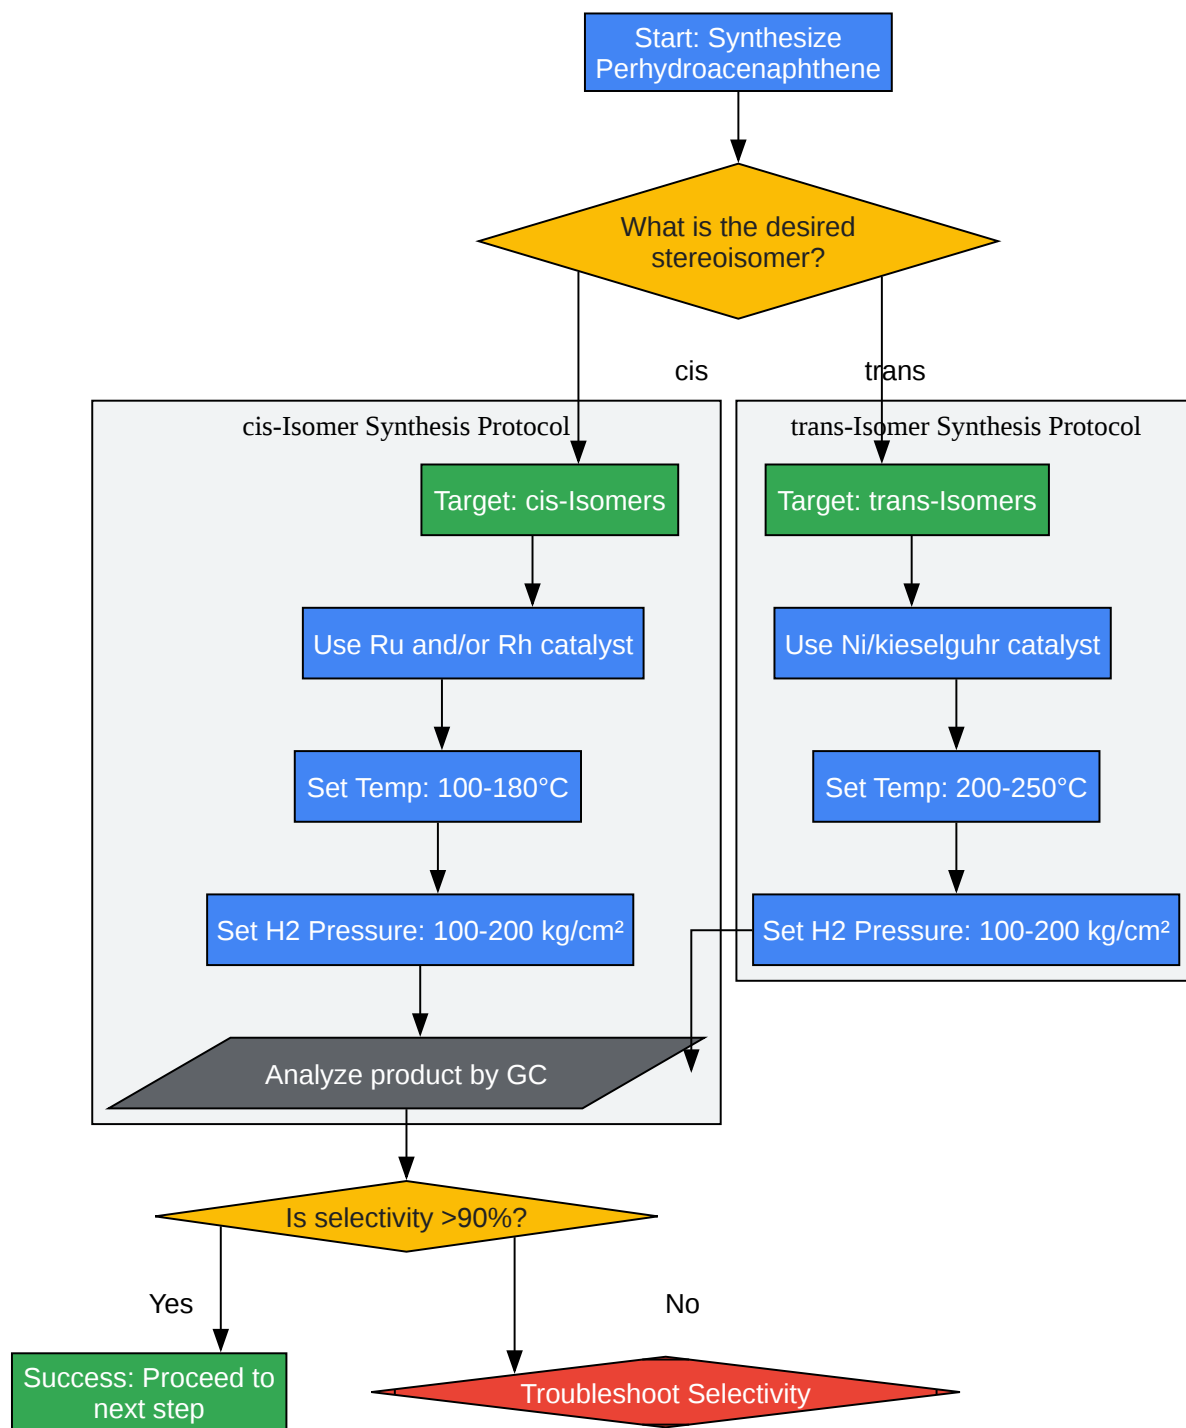 Start: Synthesize
Perhydroacenaphthene
What is the desired
stereoisomer?
cis
trans
cis-Isomer Synthesis Protocol
trans-Isomer Synthesis Protocol
Target: cis-Isomers
Target: trans-Isomers
Use Ru and/or Rh catalyst
Use Ni/kieselguhr catalyst
Set Temp: 100-180°C
Set Temp: 200-250°C
Set H2 Pressure: 100-200 kg/cm²
Set H2 Pressure: 100-200 kg/cm²
Analyze product by GC
Is selectivity >90%?
Yes
No
Success: Proceed to
next step
Troubleshoot Selectivity